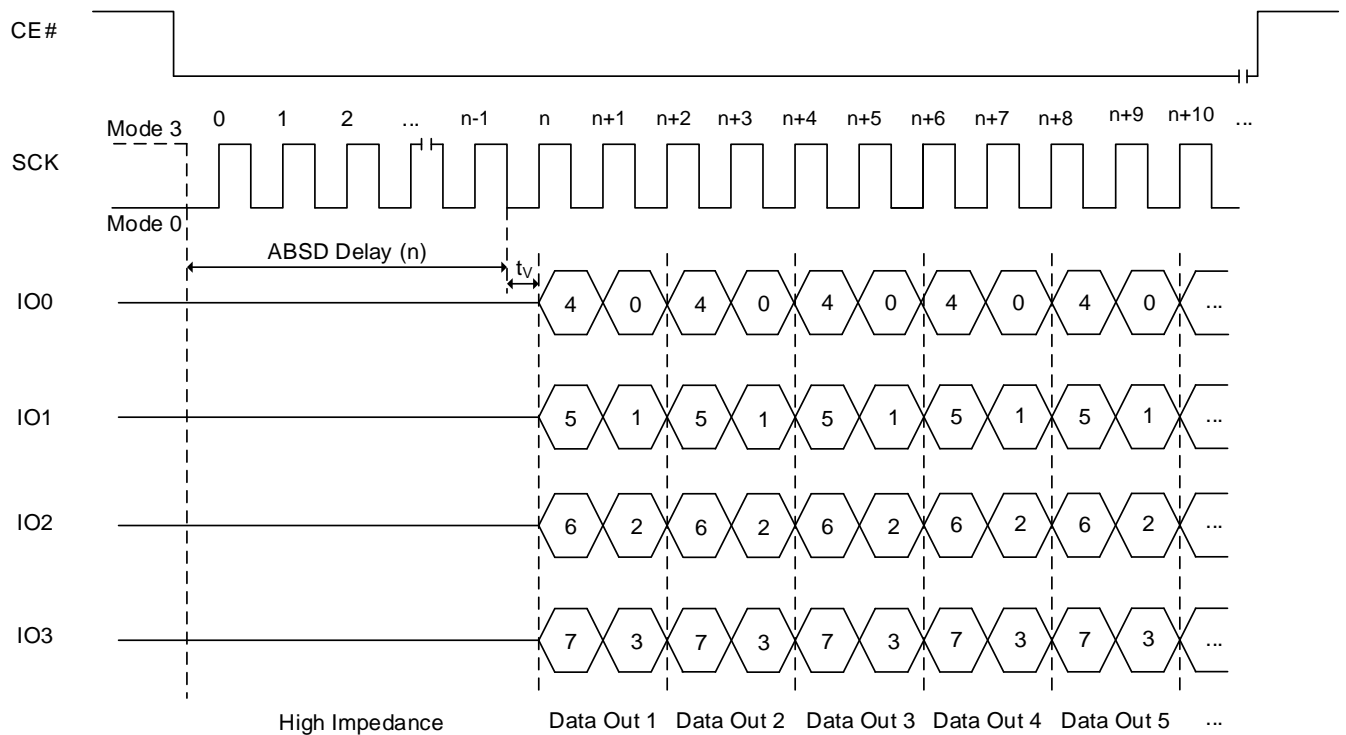 CE#
0 1 2 ... n-1 n n+1 n+2 n+3 n+4 n+5 n+6 n+7 n+8 n+9 n+10 ...
Mode 3
SCK
Mode 0
ABSD Delay (n)
tV
IO0 4 0 4 0 4 0 4 0 4 0 ...
IO1 5 1 5 1 5 1 5 1 5 1 ...
IO2 6 2 6 2 6 2 6 2 6 2 ...
IO3 7 3 7 3 7 3 7 3 7 3 ...
High Impedance Data Out 1 Data Out 2 Data Out 3 Data Out 4 Data Out 5 ...